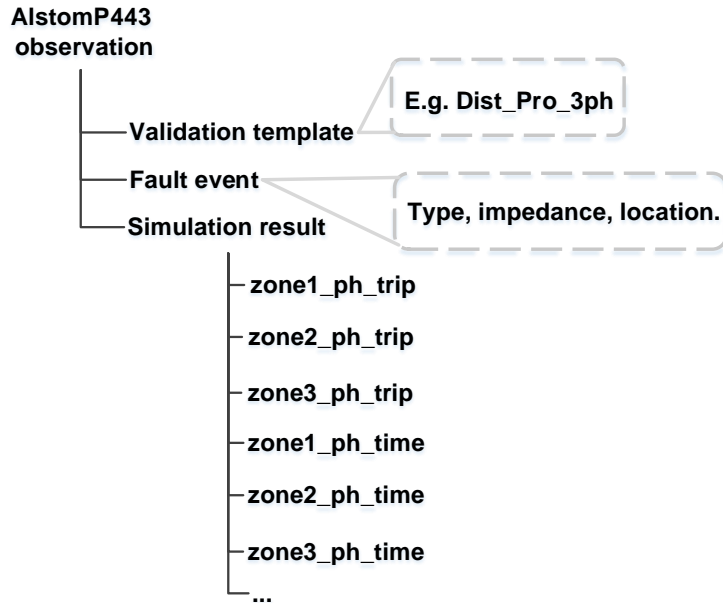 AlstomP443
observation
E.g. Dist_Pro_3ph
Validation template
Fault event
Type, impedance, location.
Simulation result
zone1_ph_trip
zone2_ph_trip
zone3_ph_trip
zone1_ph_time
zone2_ph_time
zone3_ph_time
...